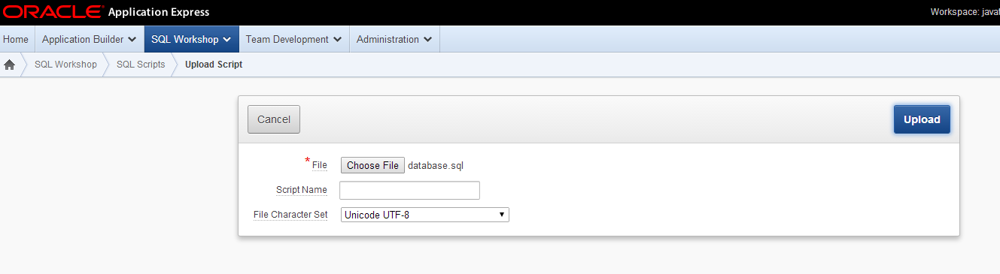 ORACLE Application Express
Workspace: javat
Home Application Builder SQL Workshop Team Development Administration
SQL Workshop SQL Scripts Upload Script
Cancel Upload
* File Choose File database.sql
Script Name
File Character Set Unicode UTF-8